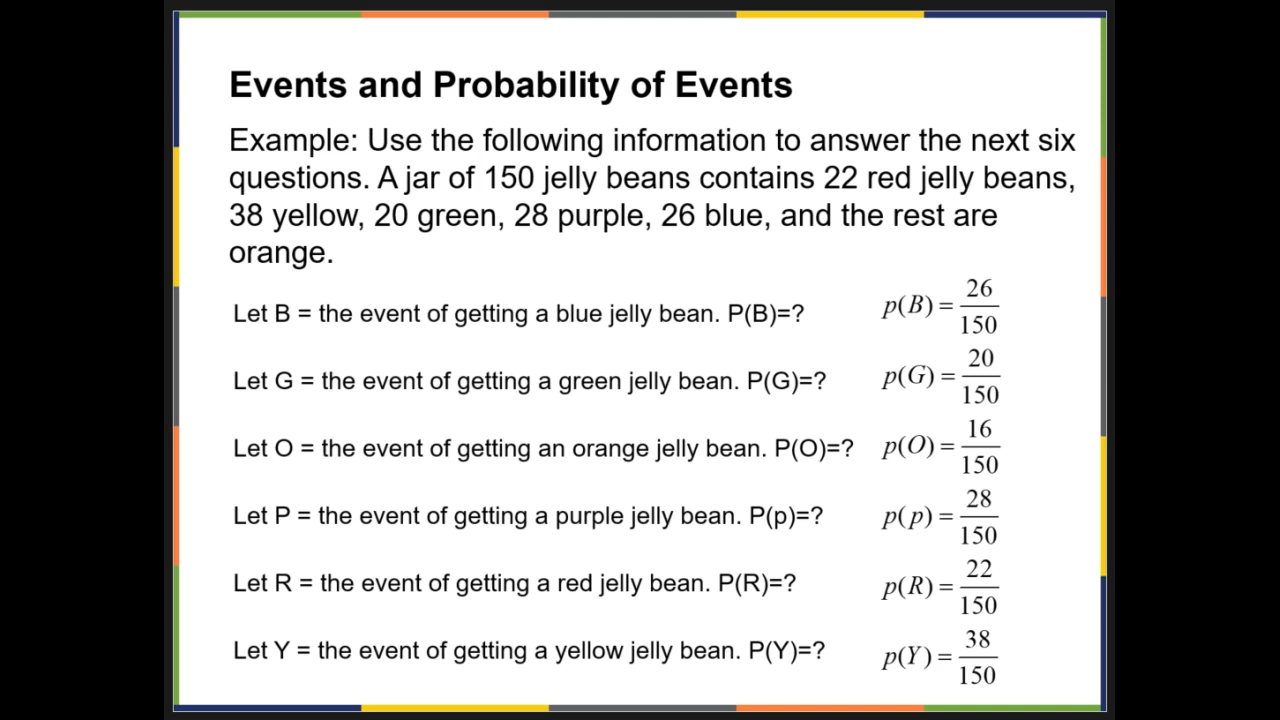 Events and Probability of Events
Example: Use the following information to answer the next six
questions. A jar of 150 jelly beans contains 22 red jelly beans,
38 yellow, 20 green, 28 purple, 26 blue, and the rest are
orange.
Let B = the event of getting a blue jelly bean. P(B)=? p(B) = 26/150
Let G = the event of getting a green jelly bean. P(G)=? p(G) = 20/150
Let O = the event of getting an orange jelly bean. P(O)=? p(O) = 16/150
Let P = the event of getting a purple jelly bean. P(p)=? p(p) = 28/150
Let R = the event of getting a red jelly bean. P(R)=? p(R) = 22/150
Let Y = the event of getting a yellow jelly bean. P(Y)=? p(Y) = 38/150